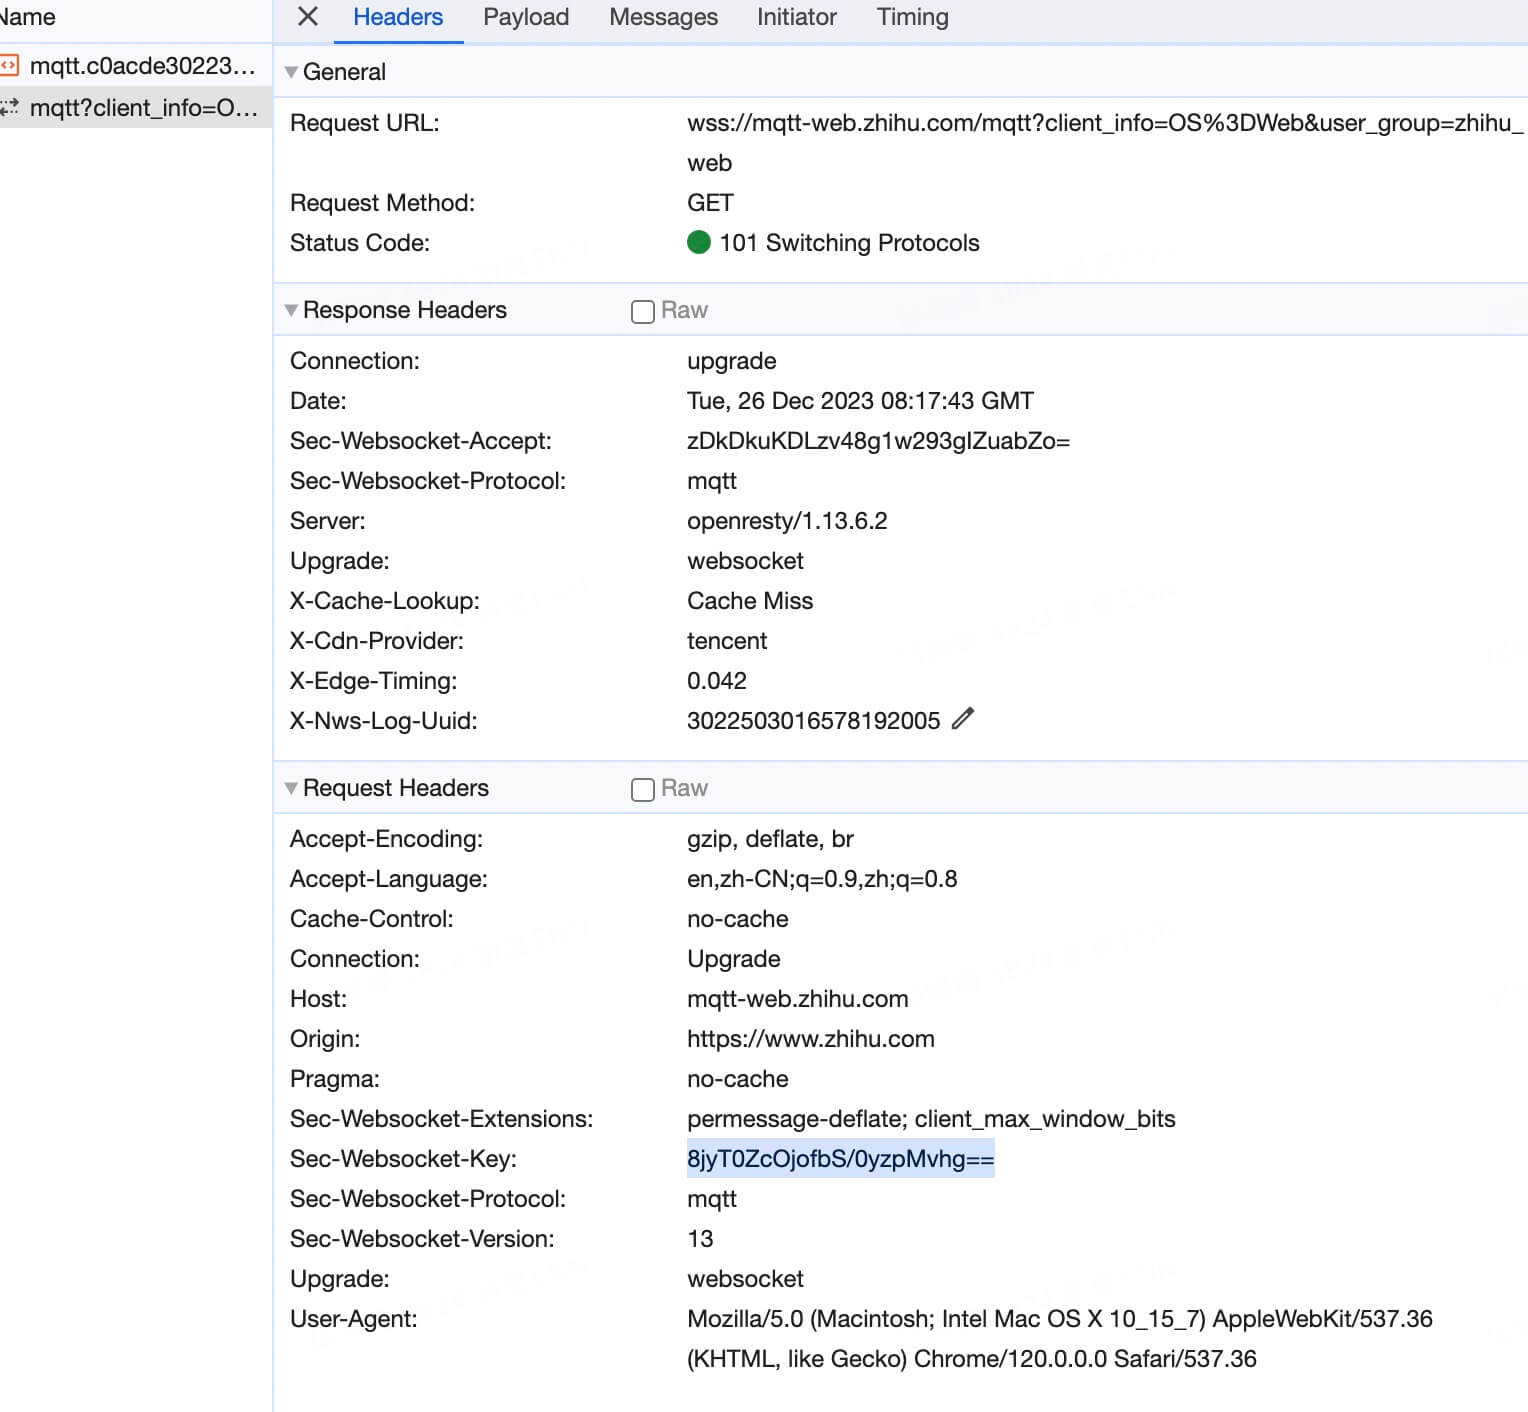 Name
Headers Payload Messages Initiator Timing
mqtt.c0acde30223...
mqtt?client_info=O...
General
Request URL: wss://mqtt-web.zhihu.com/mqtt?client_info=OS%3DWeb&user_group=zhihu_
web
Request Method: GET
Status Code: 101 Switching Protocols
Response Headers Raw
Connection: upgrade
Date: Tue, 26 Dec 2023 08:17:43 GMT
Sec-Websocket-Accept: zDkDkuKDLzv48g1w293gIZuabZo=
Sec-Websocket-Protocol: mqtt
Server: openresty/1.13.6.2
Upgrade: websocket
X-Cache-Lookup: Cache Miss
X-Cdn-Provider: tencent
X-Edge-Timing: 0.042
X-Nws-Log-Uuid: 3022503016578192005
Request Headers Raw
Accept-Encoding: gzip, deflate, br
Accept-Language: en,zh-CN;q=0.9,zh;q=0.8
Cache-Control: no-cache
Connection: Upgrade
Host: mqtt-web.zhihu.com
Origin: https://www.zhihu.com
Pragma: no-cache
Sec-Websocket-Extensions: permessage-deflate; client_max_window_bits
Sec-Websocket-Key: 8jyT0ZcOjofbS/0yzpMvhg==
Sec-Websocket-Protocol: mqtt
Sec-Websocket-Version: 13
Upgrade: websocket
User-Agent: Mozilla/5.0 (Macintosh; Intel Mac OS X 10_15_7) AppleWebKit/537.36
(KHTML, like Gecko) Chrome/120.0.0.0 Safari/537.36